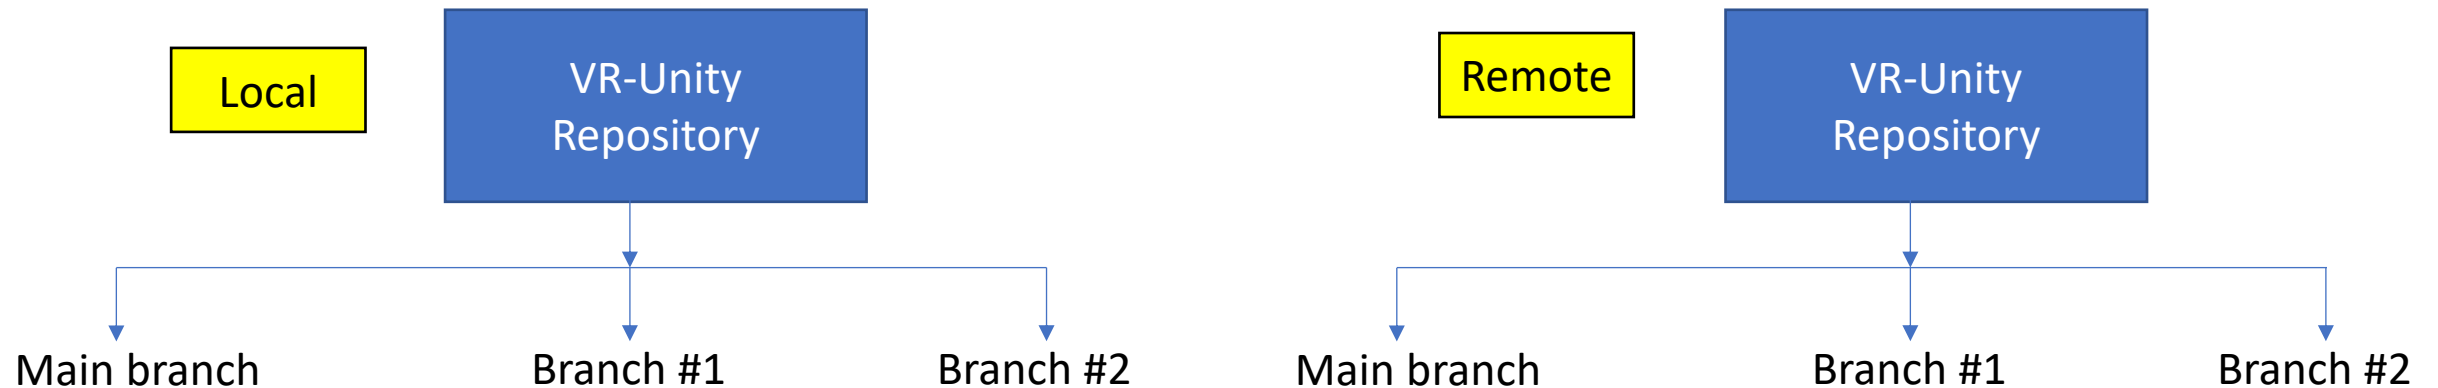 Local
VR-Unity
Repository
Main branch
Branch #1
Branch #2
Remote
VR-Unity
Repository
Main branch
Branch #1
Branch #2